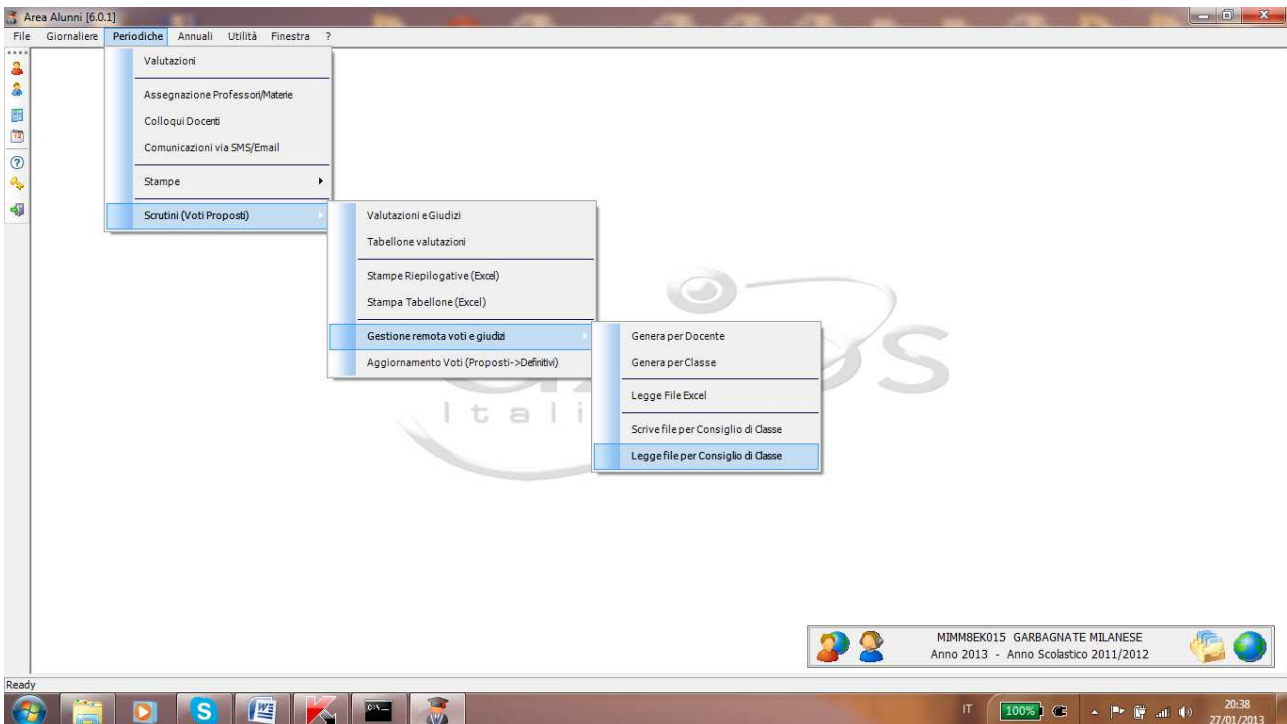 Area Alunni [6.0.1]
File Giornaliere Periodiche Annuali Utilità Finestra ?
Valutazioni
Assegnazione Professori/Materie
Colloqui Docenti
Comunicazioni via SMS/Email
Stampe
Scrutini (Voti Proposti)
Valutazioni e Giudizi
Tabellone valutazioni
Stampe Riepilogative (Excel)
Stampa Tabellone (Excel)
Gestione remota voti e giudizi
Aggiornamento Voti (Proposti->Definitivi)
Genera per Docente
Genera per Classe
Legge File Excel
Scrive file per Consiglio di Classe
Legge file per Consiglio di Classe
MIMM8EK015 GARBAGNATE MILANESE
Anno 2013 - Anno Scolastico 2011/2012
Ready
IT 100% 20:38
27/01/2013